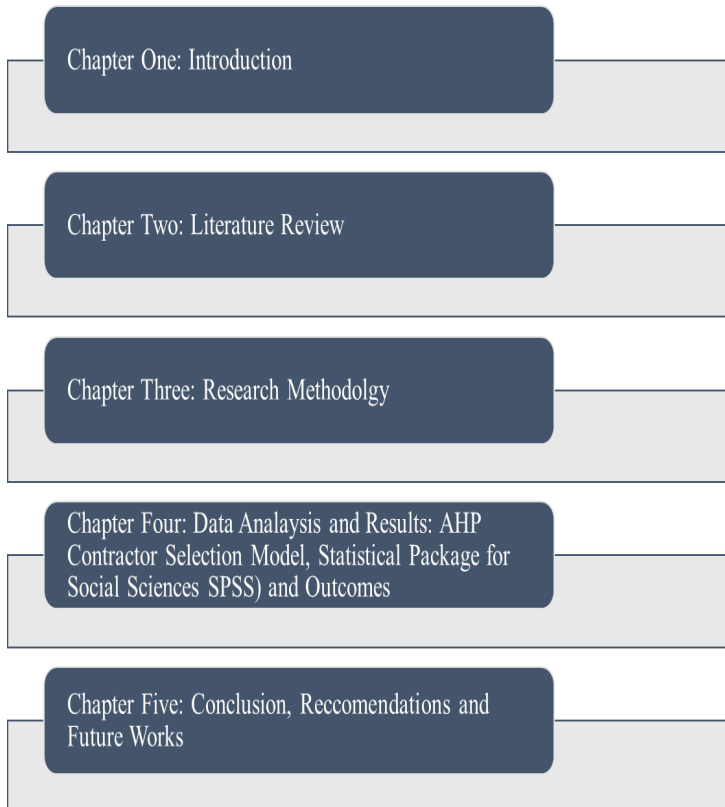 Chapter One: Introduction
Chapter Two: Literature Review
Chapter Three: Research Methodolgy
Chapter Four: Data Analaysis and Results: AHP
Contractor Selection Model, Statistical Package for
Social Sciences SPSS) and Outcomes
Chapter Five: Conclusion, Reccomendations and
Future Works